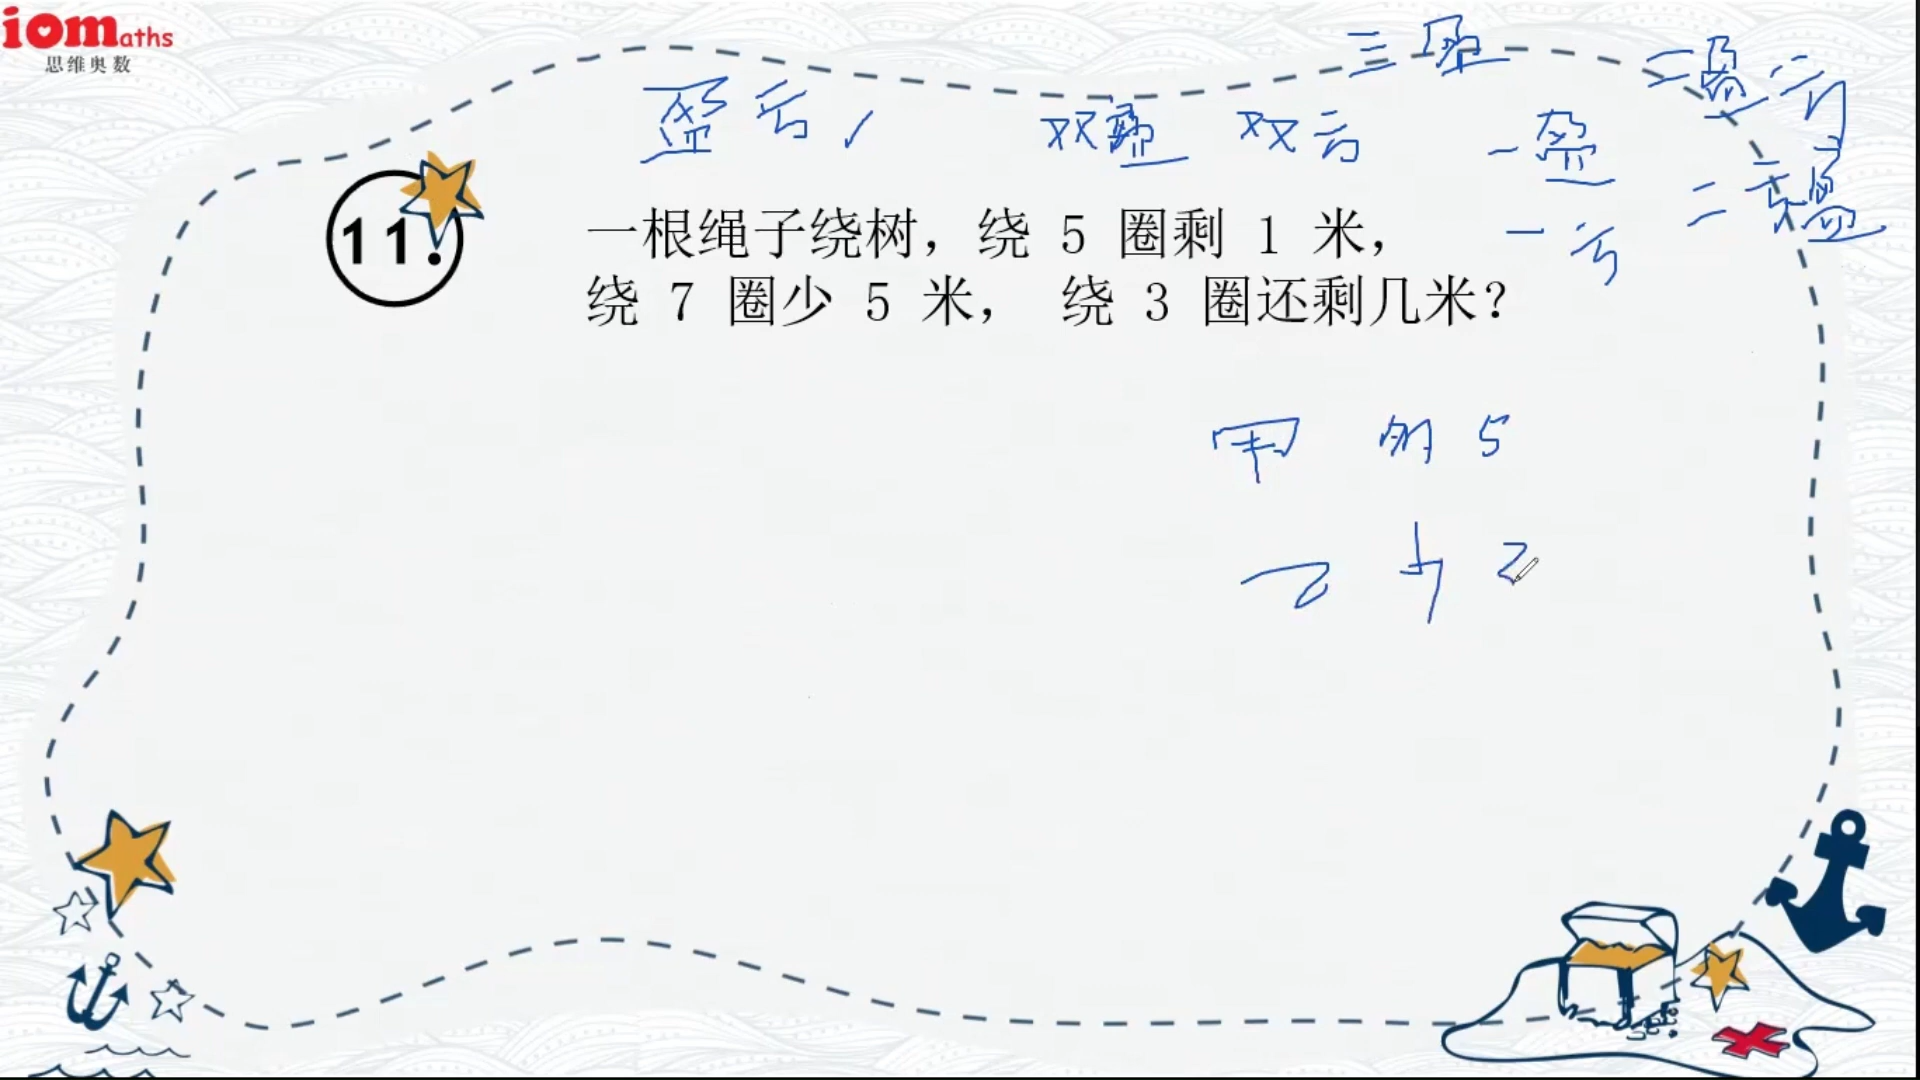 iomaths
思维奥数
三盈
盈亏
双盈 双亏
一盈
一亏
11.
一根绳子绕树，绕 5 圈剩 1 米，
绕 7 圈少 5 米， 绕 3 圈还剩几米？
甲 5
乙 少 2